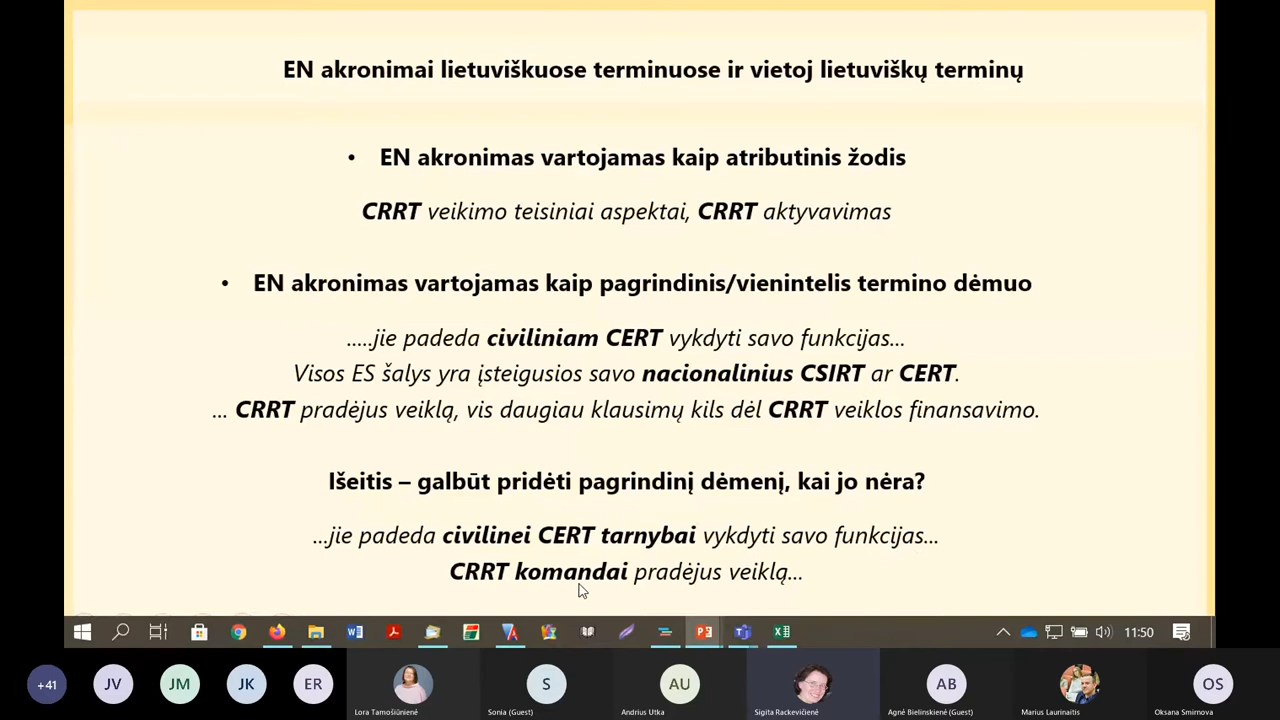 EN akronimai lietuviškuose terminuose ir vietoj lietuviškų terminų
• EN akronimas vartojamas kaip atributinis žodis
CRRT veikimo teisiniai aspektai, CRRT aktyvavimas
• EN akronimas vartojamas kaip pagrindinis/vienintelis termino dėmuo
.....jie padeda civiliniam CERT vykdyti savo funkcijas...
Visos ES šalys yra įsteigusios savo nacionalinius CSIRT ar CERT.
... CRRT pradėjus veiklą, vis daugiau klausimų kils dėl CRRT veiklos finansavimo.
Išeitis – galbūt pridėti pagrindinį dėmenį, kai jo nėra?
...jie padeda civilinei CERT tarnybai vykdyti savo funkcijas...
CRRT komandai pradėjus veiklą...
11:50
+41 JV JM JK ER S AU AB OS
Lora Tamošiūnienė Sonia (Guest) Andrius Utka Sigita Rackevičienė Agnė Bielinskienė (Guest) Marius Laurinaitis Oksana Smirnova